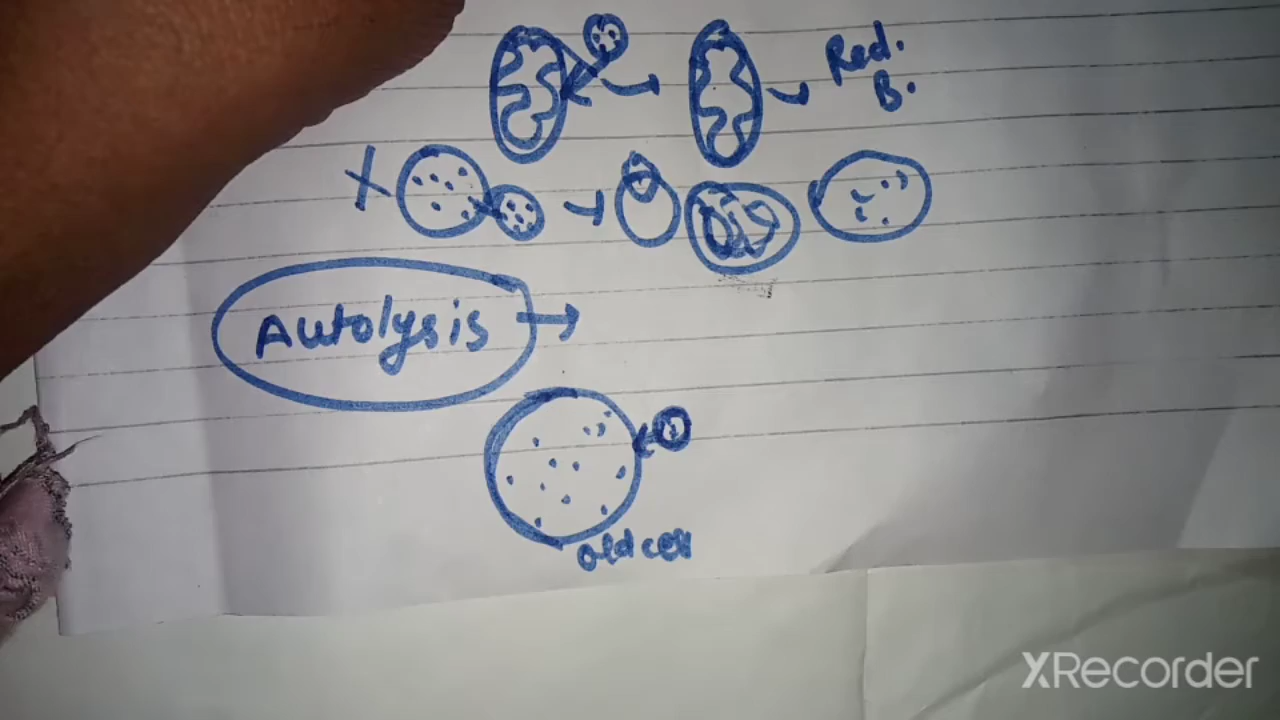 Red.
B.
X
Autolysis
old cell
XRecorder